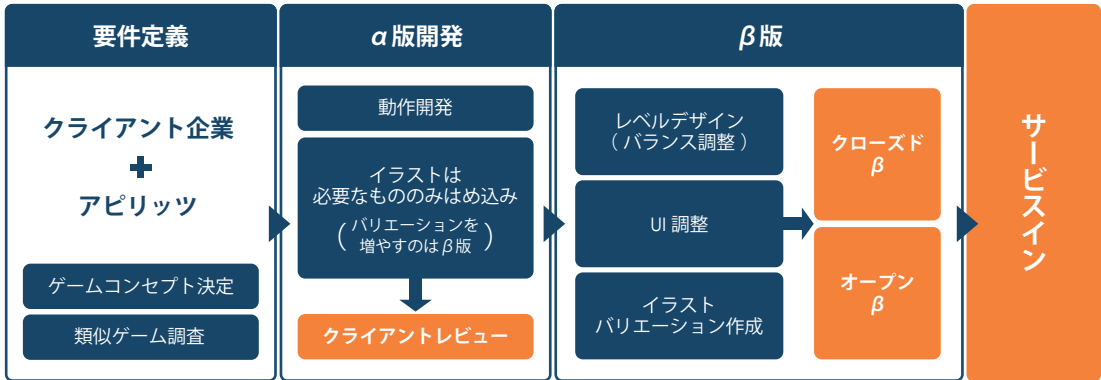 要件定義
クライアント企業
+
アピリッツ
ゲームコンセプト決定
類似ゲーム調査
α版開発
動作開発
イラストは
必要なもののみはめ込み
(バリエーションを
増やすのはβ版)
クライアントレビュー
β版
レベルデザイン
(バランス調整)
UI 調整
イラスト
バリエーション作成
クローズド
β
オープン
β
サービスイン